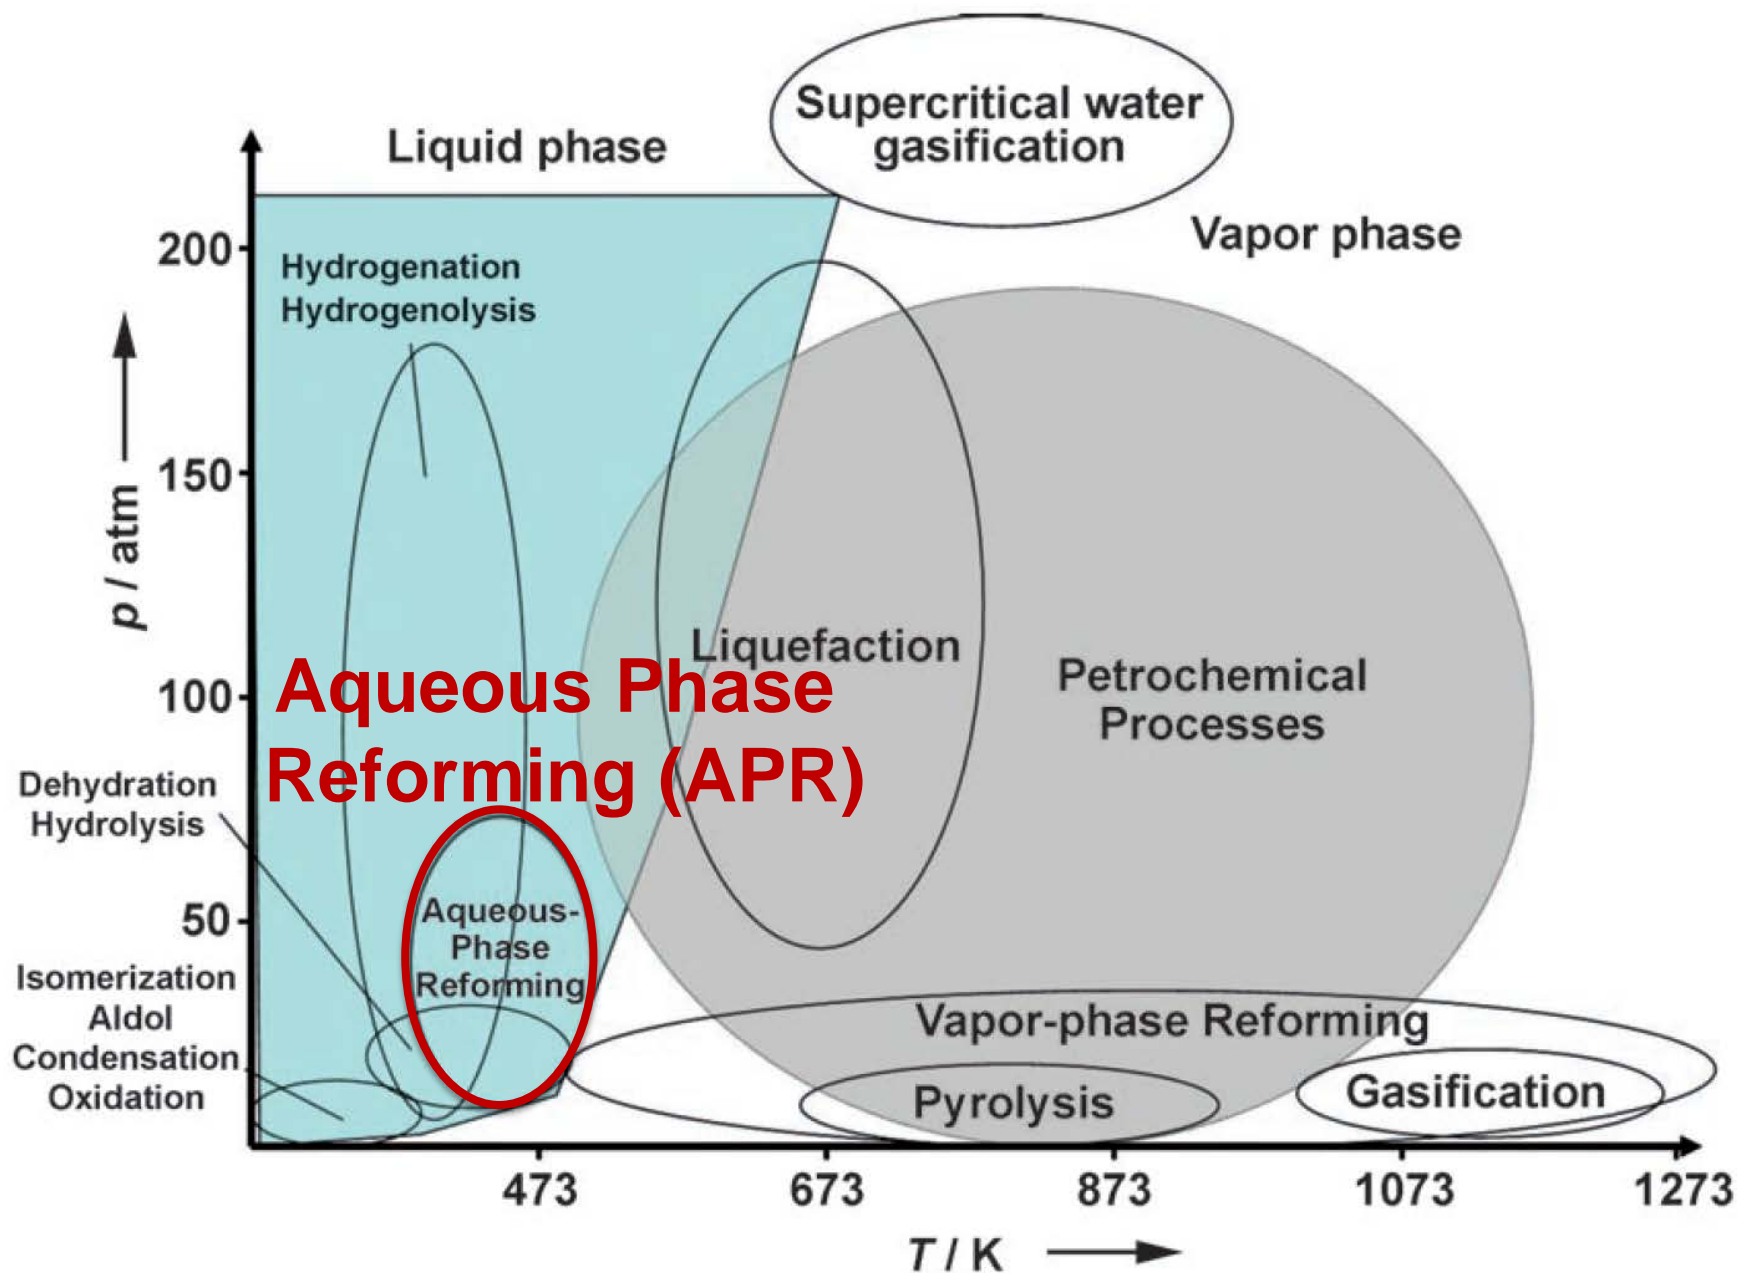 Supercritical water
gasification
Liquid phase
Vapor phase
200
Hydrogenation
Hydrogenolysis
150
p / atm
Liquefaction
Petrochemical
Processes
100
Aqueous Phase
Reforming (APR)
Dehydration
Hydrolysis
50
Aqueous-
Phase
Reforming
Isomerization
Aldol
Condensation
Oxidation
Vapor-phase Reforming
Pyrolysis
Gasification
473
673
873
1073
1273
T / K